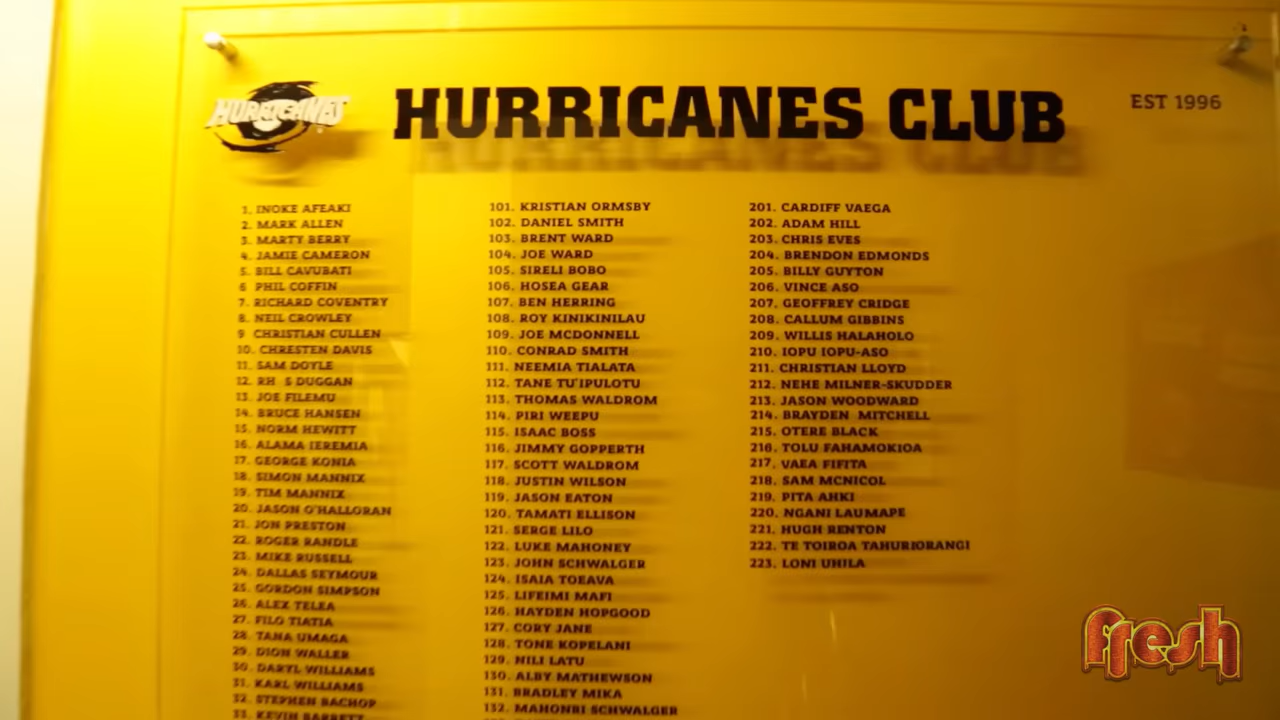 HURRICANES
HURRICANES CLUB
EST 1996
1. INOKE AFEAKI
2. MARK ALLEN
3. MARTY BERRY
4. JAMIE CAMERON
5. BILL CAVUBATI
6 PHIL COFFIN
7. RICHARD COVENTRY
8. NEIL CROWLEY
9 CHRISTIAN CULLEN
10. CHRESTEN DAVIS
11. SAM DOYLE
12. RH S DUGGAN
13. JOE FILEMU
14. BRUCE HANSEN
15. NORM HEWITT
16. ALAMA IEREMIA
17. GEORGE KONIA
18. SIMON MANNIX
19. TIM MANNIX
20. JASON O'HALLORAN
21. JON PRESTON
22. ROGER RANDLE
23. MIKE RUSSELL
24. DALLAS SEYMOUR
25. GORDON SIMPSON
26. ALEX TELEA
27. FILO TIATIA
28. TANA UMAGA
29. DION WALLER
30. DARYL WILLIAMS
31. KARL WILLIAMS
32. STEPHEN BACHOP
33. KEVIN BARRETT
101. KRISTIAN ORMSBY
102. DANIEL SMITH
103. BRENT WARD
104. JOE WARD
105. SIRELI BOBO
106. HOSEA GEAR
107. BEN HERRING
108. ROY KINIKINILAU
109. JOE MCDONNELL
110. CONRAD SMITH
111. NEEMIA TIALATA
112. TANE TU'IPULOTU
113. THOMAS WALDROM
114. PIRI WEEPU
115. ISAAC BOSS
116. JIMMY GOPPERTH
117. SCOTT WALDROM
118. JUSTIN WILSON
119. JASON EATON
120. TAMATI ELLISON
121. SERGE LILO
122. LUKE MAHONEY
123. JOHN SCHWALGER
124. ISAIA TOEAVA
125. LIFEIMI MAFI
126. HAYDEN HOPGOOD
127. CORY JANE
128. TONE KOPELANI
129. NILI LATU
130. ALBY MATHEWSON
131. BRADLEY MIKA
132. MAHONRI SCHWALGER
201. CARDIFF VAEGA
202. ADAM HILL
203. CHRIS EVES
204. BRENDON EDMONDS
205. BILLY GUYTON
206. VINCE ASO
207. GEOFFREY CRIDGE
208. CALLUM GIBBINS
209. WILLIS HALAHOLO
210. IOPU IOPU-ASO
211. CHRISTIAN LLOYD
212. NEHE MILNER-SKUDDER
213. JASON WOODWARD
214. BRAYDEN MITCHELL
215. OTERE BLACK
216. TOLU FAHAMOKIOA
217. VAEA FIFITA
218. SAM MCNICOL
219. PITA AHKI
220. NGANI LAUMAPE
221. HUGH RENTON
222. TE TOIROA TAHURIORANGI
223. LONI UHILA
fresh